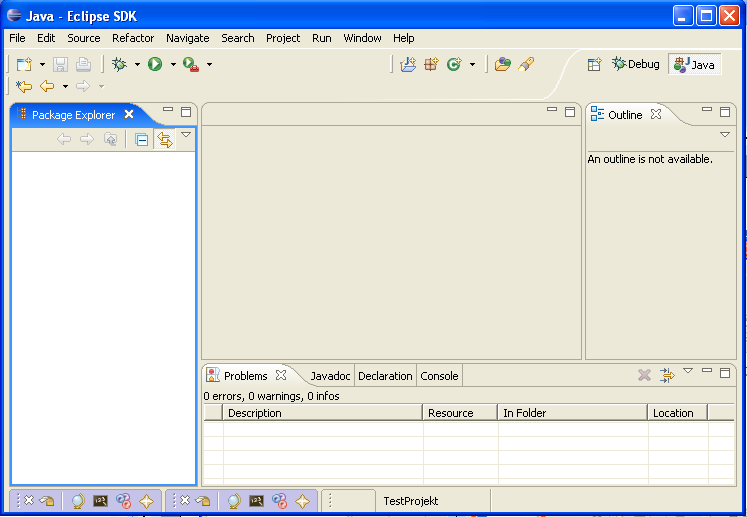 Java - Eclipse SDK
File Edit Source Refactor Navigate Search Project Run Window Help
Debug Java
Package Explorer
Outline
An outline is not available.
Problems Javadoc Declaration Console
0 errors, 0 warnings, 0 infos
Description Resource In Folder Location
TestProjekt